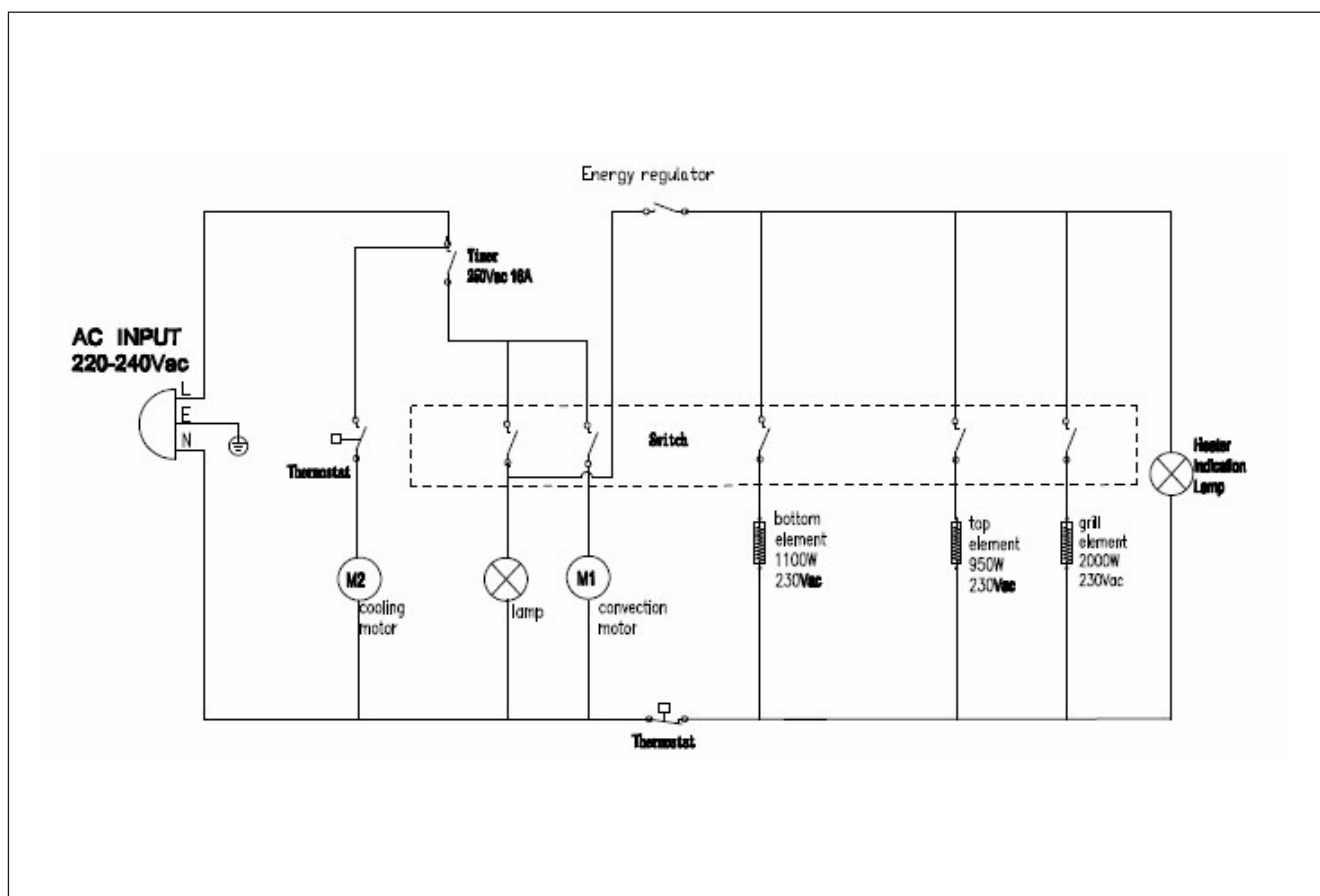 Energy regulator
Timer
250Vac 16A
AC INPUT
220-240Vac
L
E
N
Thermostat
Switch
Heater
Indication
Lamp
bottom
element
1100W
230Vac
top
element
950W
230Vac
grill
element
2000W
230Vac
M2
cooling
motor
lamp
M1
convection
motor
Thermostat